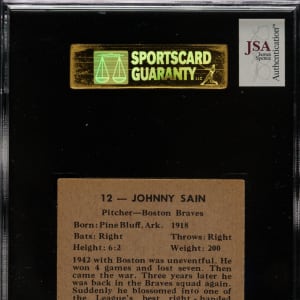 SPORTSCARD
GUARANTY LLC
JSA
James Spence
Authentication
12 — JOHNNY SAIN
Pitcher—Boston Braves
Born: Pine Bluff, Ark. 1918
Bats: Right Throws: Right
Height: 6:2 Weight: 200
1942 with Boston was uneventful. He
won 4 games and lost seven. Then
came the war. Three years later he
was back in the Braves squad again.
Suddenly he blossomed into one
of the League's best right-handed